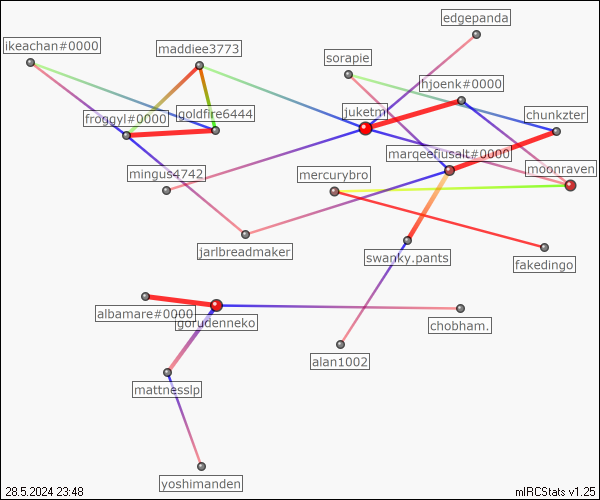 edgepanda
ikeachan#0000
maddiee3773
sorapie
hjoenk#0000
froggyl#0000
goldfire6444
juketm
chunkzter
marqeefiusalt#0000
mingus4742
mercurybro
moonraven
jarlbreadmaker
swanky.pants
fakedingo
albamare#0000
gorudenneko
chobham.
alan1002
mattnesslp
yoshimanden
28.5.2024 23:48
mIRCStats v1.25